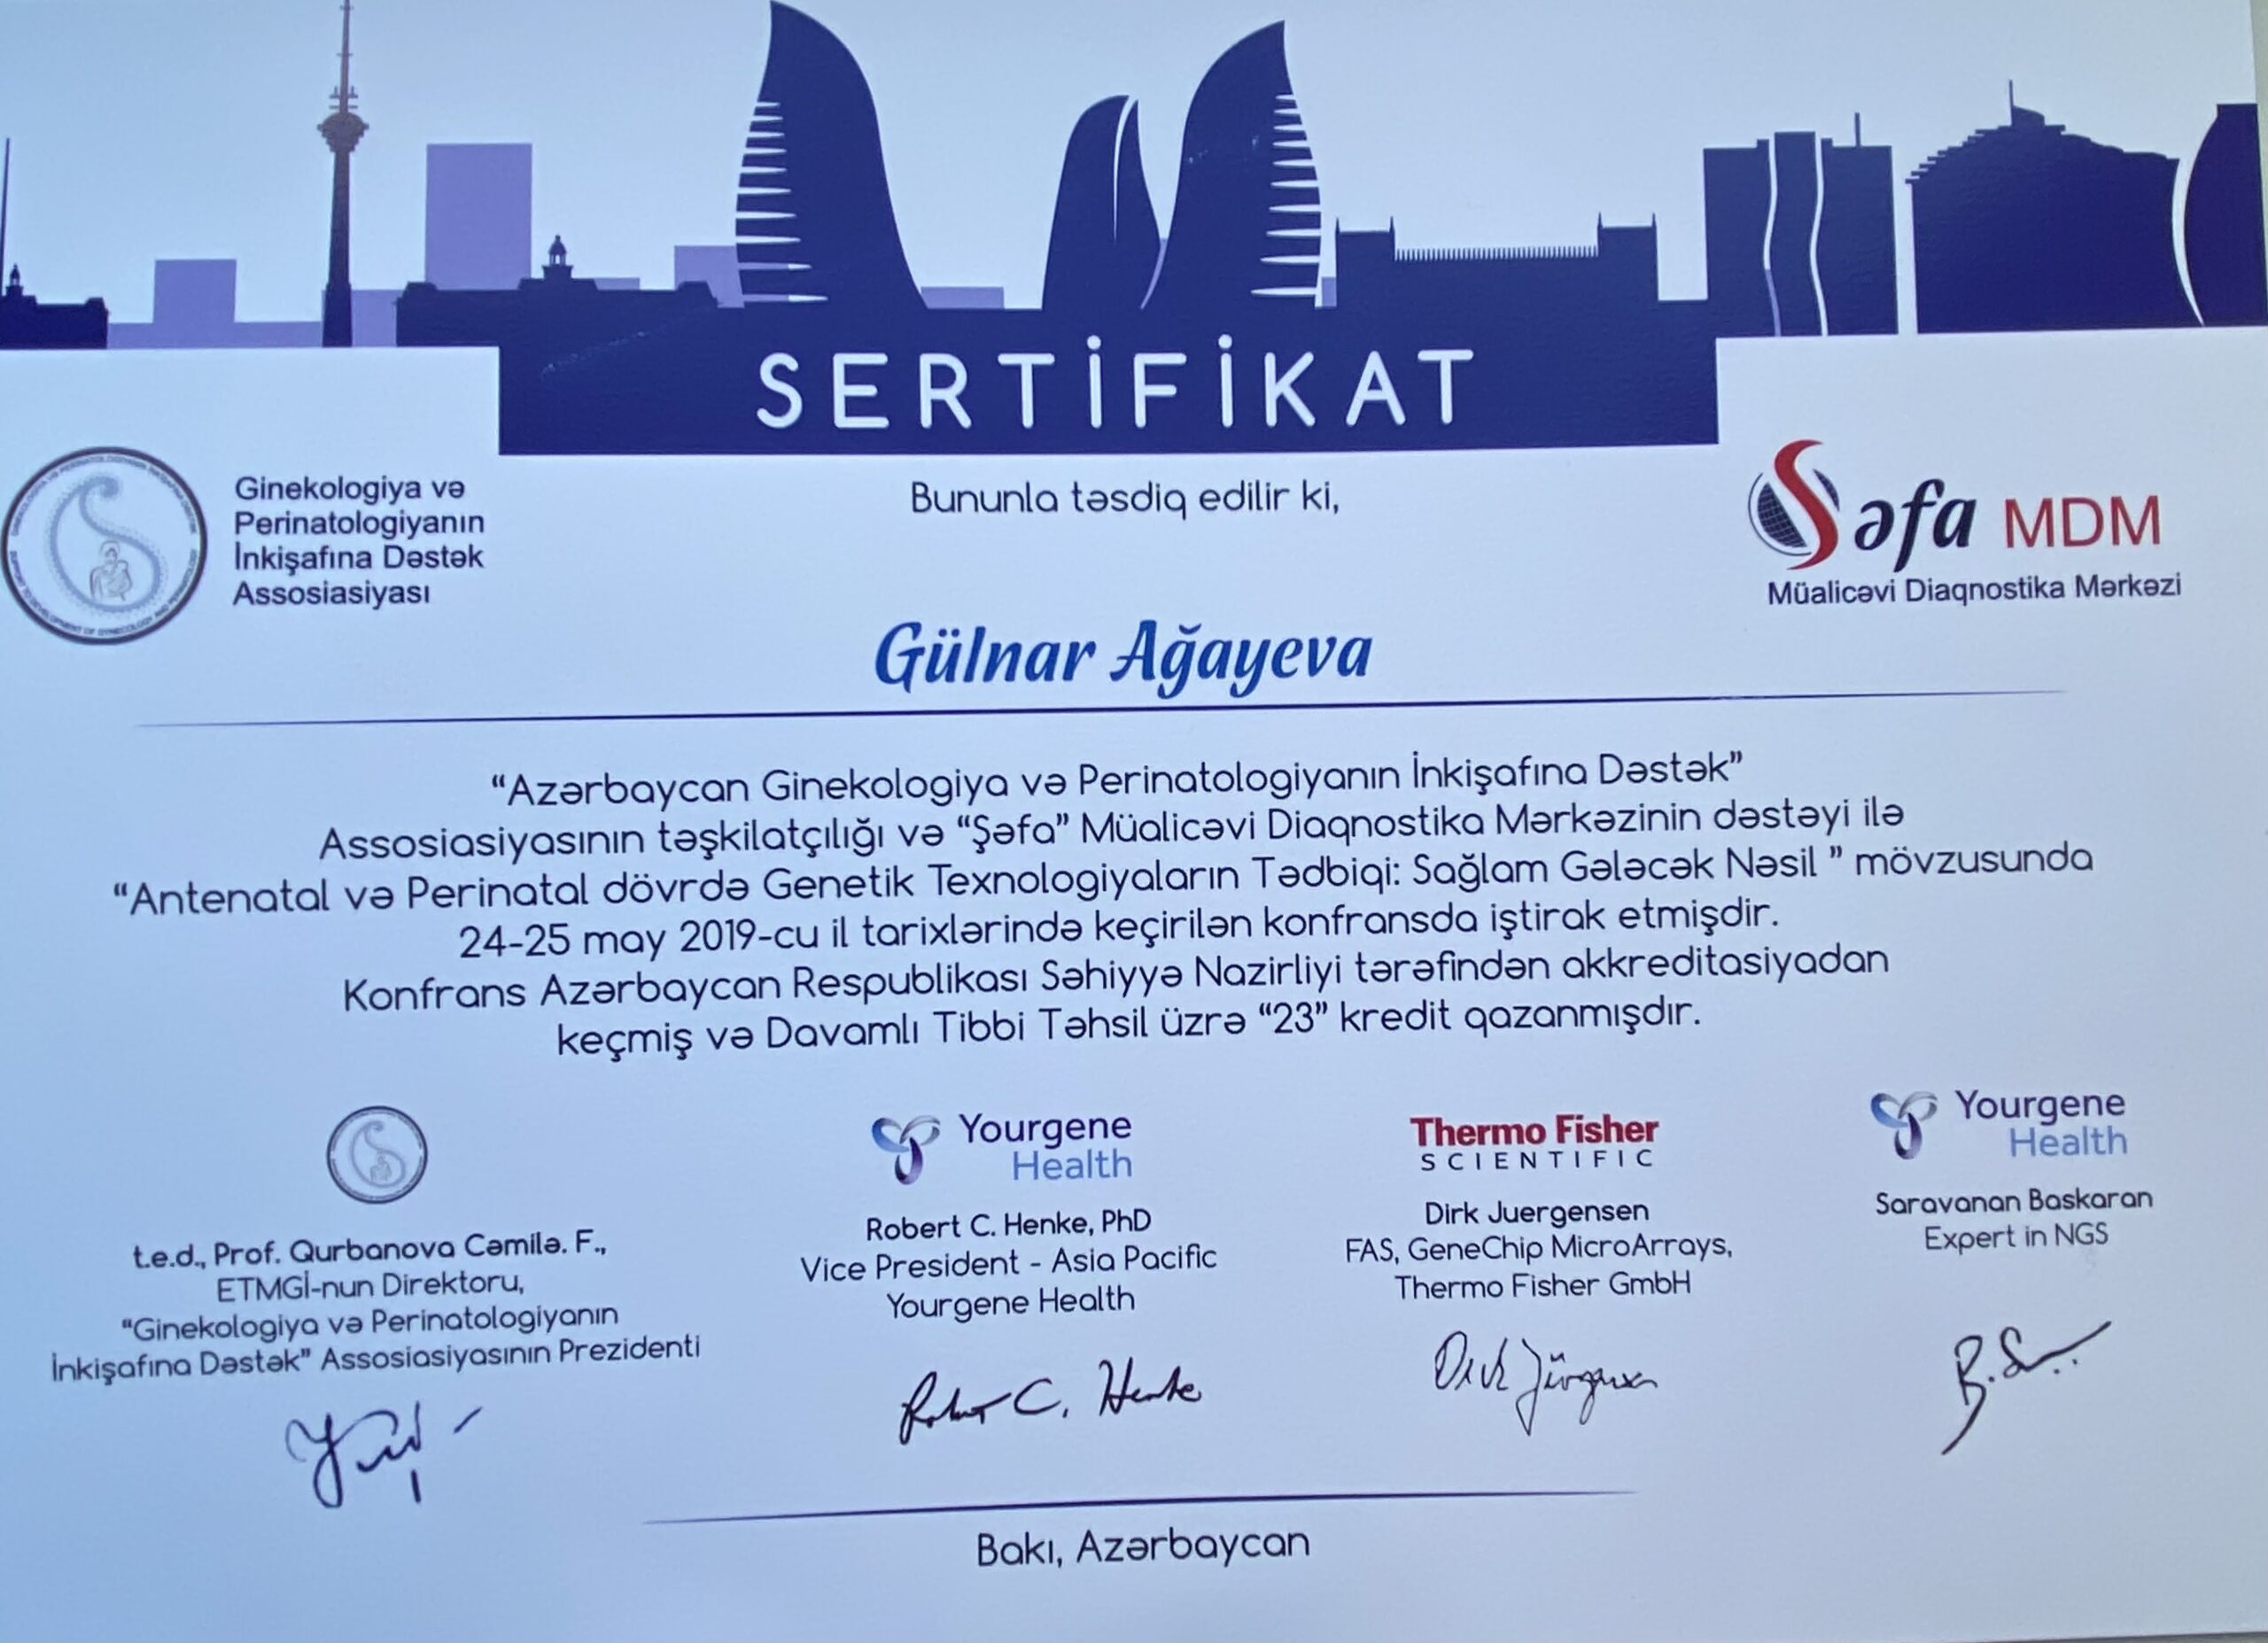 SERTİFİKAT
Ginekologiya və
Perinatologiyanın
İnkişafına Dəstək
Assosiasiyası
Bununla təsdiq edilir ki,
Şəfa MDM
Müalicəvi Diaqnostika Mərkəzi
Gülnar Ağayeva
“Azərbaycan Ginekologiya və Perinatologiyanın İnkişafına Dəstək”
Assosiasiyasının təşkilatçılığı və “Şəfa” Müalicəvi Diaqnostika Mərkəzinin dəstəyi ilə
“Antenatal və Perinatal dövrdə Genetik Texnologiyaların Tədbiqi: Sağlam Gələcək Nəsil ” mövzusunda
24-25 may 2019-cu il tarixlərində keçirilən konfransda iştirak etmişdir.
Konfrans Azərbaycan Respublikası Səhiyyə Nazirliyi tərəfindən akkreditasiyadan
keçmiş və Davamlı Tibbi Təhsil üzrə “23” kredit qazanmışdır.
t.e.d., Prof. Qurbanova Cəmilə. F.,
ETMGİ-nun Direktoru,
“Ginekologiya və Perinatologiyanın
İnkişafına Dəstək” Assosiasiyasının Prezidenti
Yourgene
Health
Robert C. Henke, PhD
Vice President - Asia Pacific
Yourgene Health
Robert C. Henke
Thermo Fisher
SCIENTIFIC
Dirk Juergensen
FAS, GeneChip MicroArrays,
Thermo Fisher GmbH
Dirk Jürgensen
Yourgene
Health
Saravanan Baskaran
Expert in NGS
Bakı, Azərbaycan